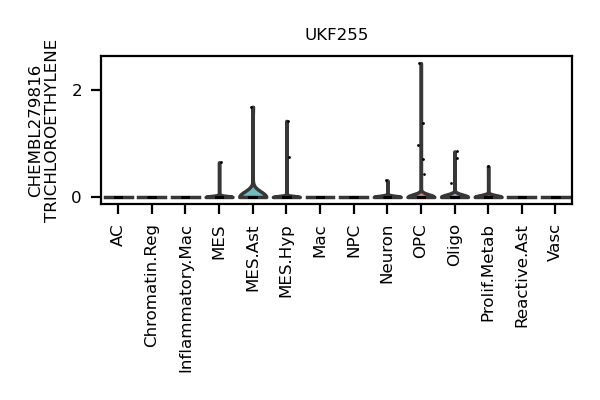 UKF255
CHEMBL279816
TRICHLOROETHYLENE
2
0
AC
Chromatin.Reg
Inflammatory.Mac
MES
MES.Ast
MES.Hyp
Mac
NPC
Neuron
OPC
Oligo
Prolif.Metab
Reactive.Ast
Vasc